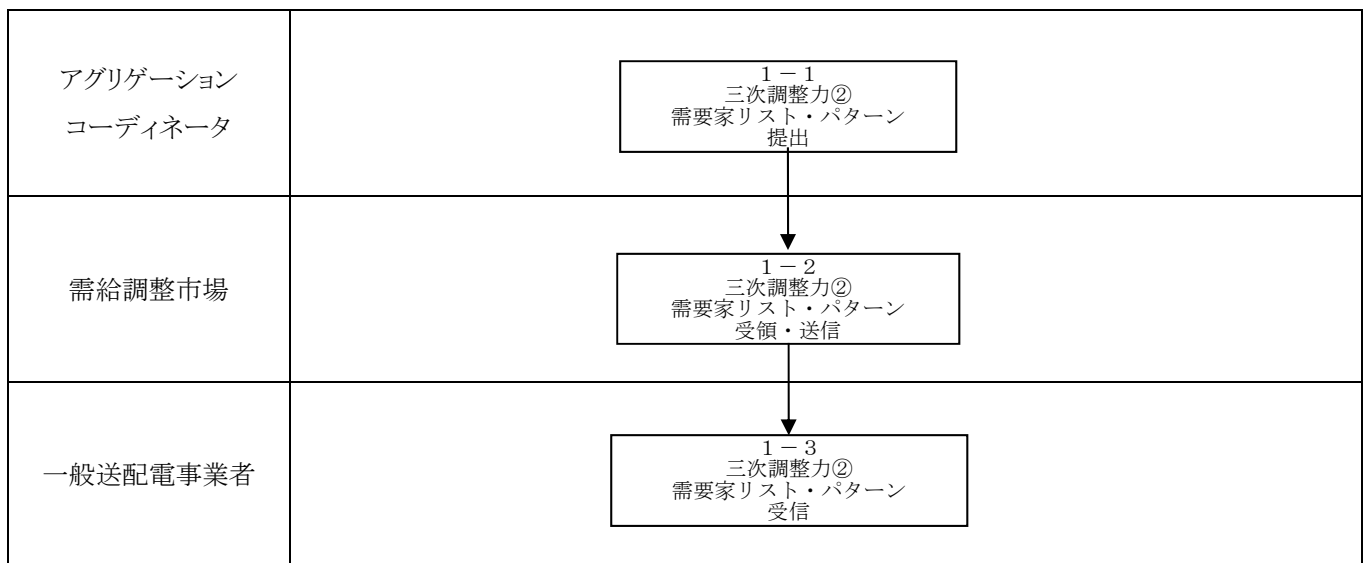 アグリゲーション
コーディネータ
１－１
三次調整力②
需要家リスト・パターン
提出
需給調整市場
１－２
三次調整力②
需要家リスト・パターン
受領・送信
一般送配電事業者
１－３
三次調整力②
需要家リスト・パターン
受信